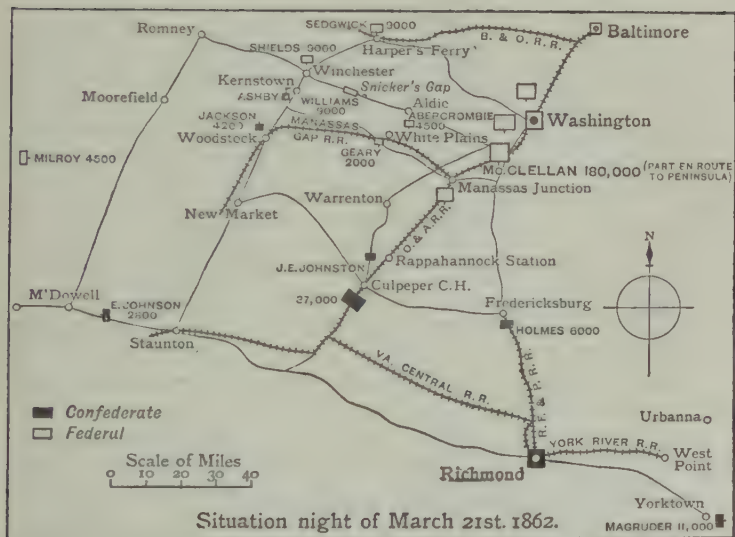 Romney
SEDGWICK 9000
Baltimore
B. & O. R. R.
Harper's Ferry
SHIELDS 9000
Winchester
Kernstown
Snicker's Gap
Moorefield
ASHBY
WILLIAMS
9000
Aldie
JACKSON
4200
MANASSAS
GAP R.R.
ABERCROMBIE
4500
Washington
Woodstock
White Plains
MILROY 4500
GEARY
2000
McCLELLAN 180,000 (PART EN ROUTE
TO PENINSULA)
Manassas Junction
New Market
Warrenton
O. & A. R.R.
N
J.E. JOHNSTON
Rappahannock Station
Culpeper C.H.
M'Dowell
E. JOHNSON
2800
37,000
Fredericksburg
HOLMES 6000
Staunton
VA. CENTRAL R.R.
R.F. & P. R.R.
Confederate
Federal
Urbanna
YORK RIVER R.R.
West
Point
Scale of Miles
0 10 20 30 40
Richmond
Yorktown
MAGRUDER 11,000
Situation night of March 21st. 1862.